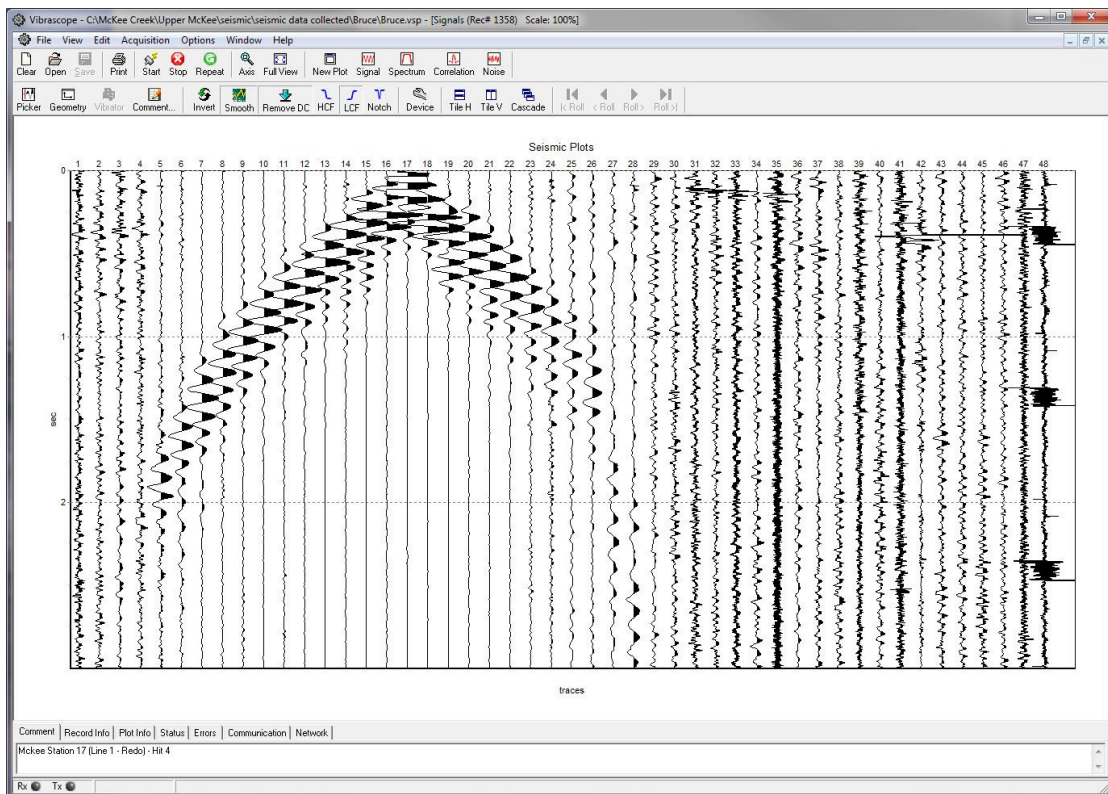 Vibrascope - C:\McKee Creek\Upper McKee\seismic\seismic data collected\Bruce\Bruce.vsp - [Signals (Rec# 1358) Scale: 100%]
File View Edit Acquisition Options Window Help
Clear Open Save Print Start Stop Repeat Axis Full View New Plot Signal Spectrum Correlation Noise
Picker Geometry Vibrator Comment... Invert Smooth Remove DC HCF LCF Notch Device Tile H Tile V Cascade |< Roll < Roll Roll > Roll >|
Seismic Plots
1 2 3 4 5 6 7 8 9 10 11 12 13 14 15 16 17 18 19 20 21 22 23 24 25 26 27 28 29 30 31 32 33 34 35 36 37 38 39 40 41 42 43 44 45 46 47 48
0
1
sec
2
traces
Comment Record Info Plot Info Status Errors Communication Network
Mckee Station 17 (Line 1 - Redo) - Hit 4
Rx Tx